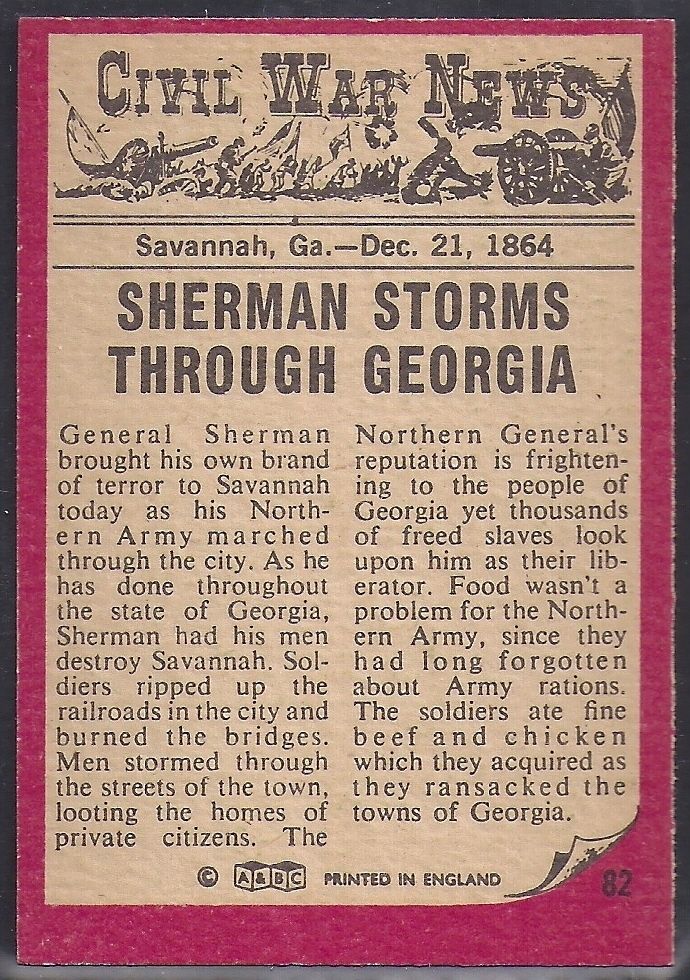 CIVIL WAR NEWS
Savannah, Ga.—Dec. 21, 1864
SHERMAN STORMS
THROUGH GEORGIA
General Sherman
brought his own brand
of terror to Savannah
today as his North-
ern Army marched
through the city. As he
has done throughout
the state of Georgia,
Sherman had his men
destroy Savannah. Sol-
diers ripped up the
railroads in the city and
burned the bridges.
Men stormed through
the streets of the town,
looting the homes of
private citizens. The
Northern General's
reputation is frighten-
ing to the people of
Georgia yet thousands
of freed slaves look
upon him as their lib-
erator. Food wasn't a
problem for the North-
ern Army, since they
had long forgotten
about Army rations.
The soldiers ate fine
beef and chicken
which they acquired as
they ransacked the
towns of Georgia.
© A&BC PRINTED IN ENGLAND
82